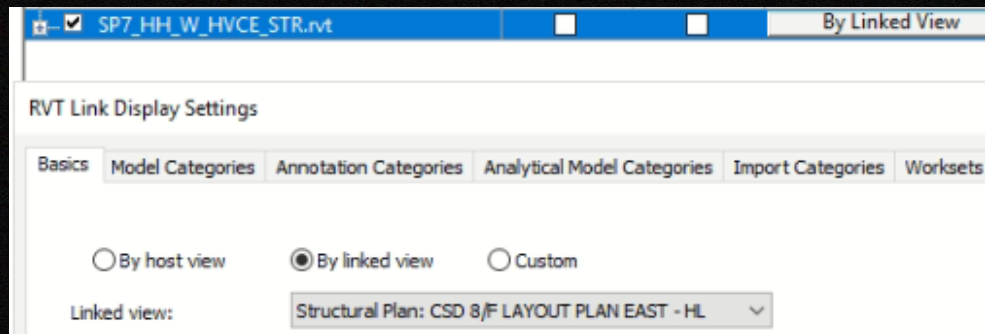 SP7_HH_W_HVCE_STR.rvt By Linked View
RVT Link Display Settings
Basics Model Categories Annotation Categories Analytical Model Categories Import Categories Worksets
By host view By linked view Custom
Linked view: Structural Plan: CSD 8/F LAYOUT PLAN EAST - HL